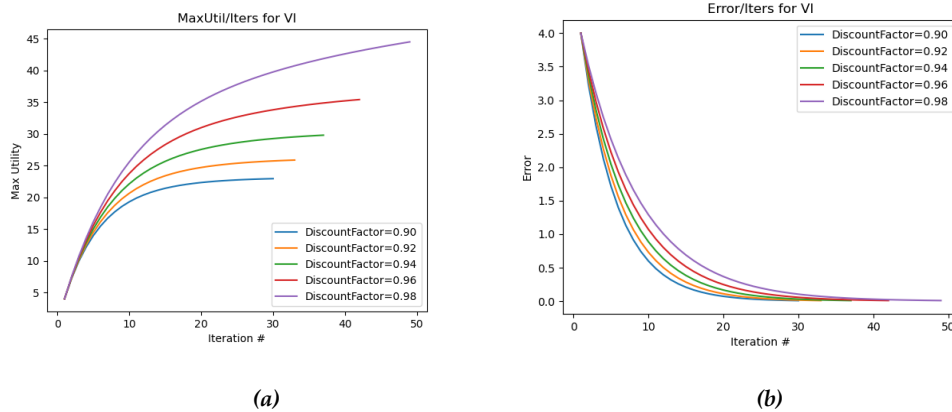 MaxUtil/Iters for VI
45
40
35
30
25
20
15
10
5
Max Utility
DiscountFactor=0.90
DiscountFactor=0.92
DiscountFactor=0.94
DiscountFactor=0.96
DiscountFactor=0.98
0 10 20 30 40 50
Iteration #
(a)
Error/Iters for VI
4.0
3.5
3.0
2.5
2.0
1.5
1.0
0.5
0.0
Error
DiscountFactor=0.90
DiscountFactor=0.92
DiscountFactor=0.94
DiscountFactor=0.96
DiscountFactor=0.98
0 10 20 30 40 50
Iteration #
(b)